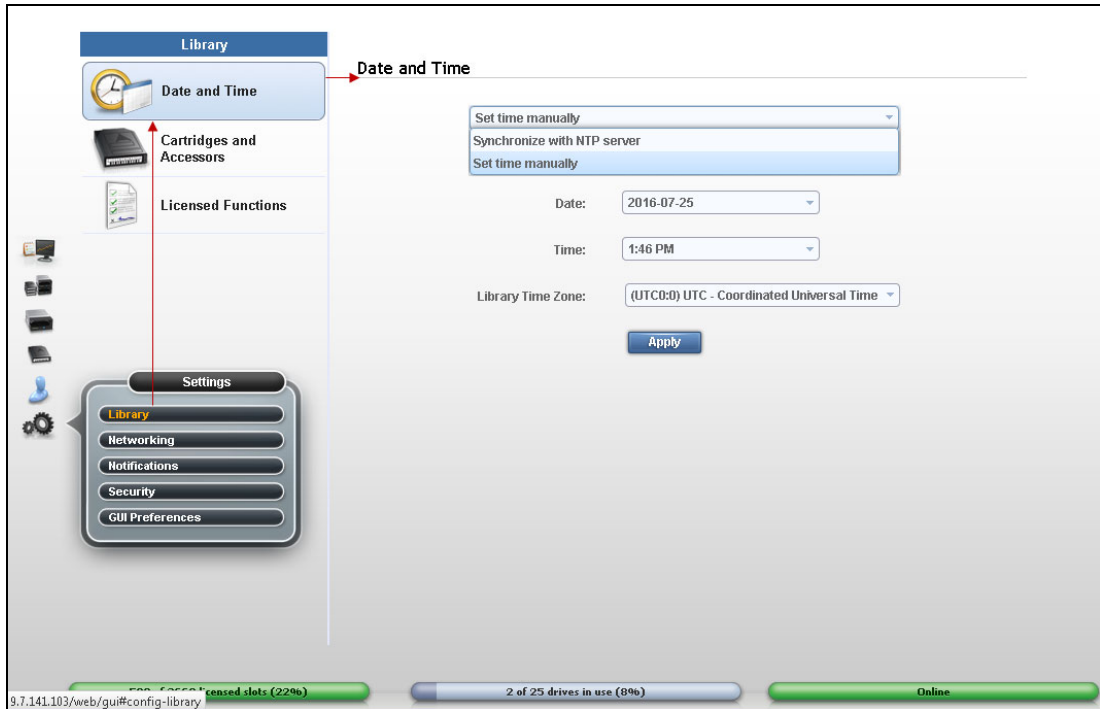 Library
Date and Time
Cartridges and
Accessors
Licensed Functions
Date and Time
Set time manually
Synchronize with NTP server
Set time manually
Date:
2016-07-25
Time:
1:46 PM
Library Time Zone:
(UTC0:0) UTC - Coordinated Universal Time
Apply
Settings
Library
Networking
Notifications
Security
GUI Preferences
licensed slots (22%)
2 of 25 drives in use (8%)
Online
9.7.141.103/web/gui#config-library